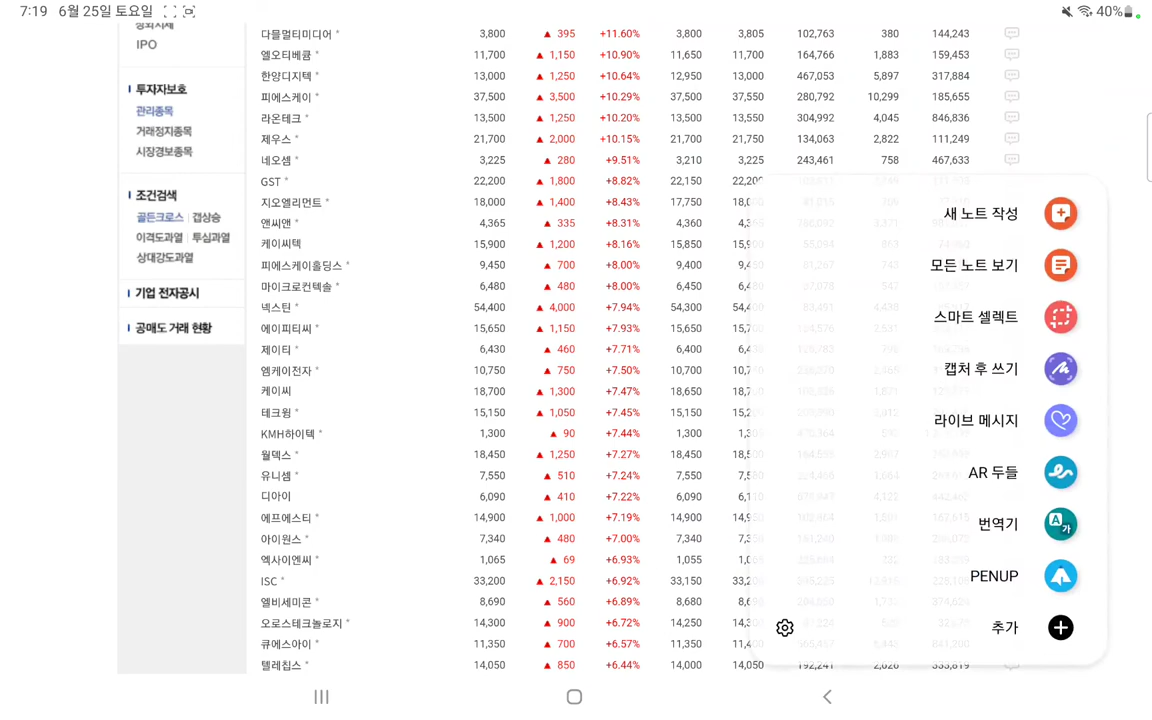 7:19 6월 25일 토요일 40%
장외시세
IPO
투자자보호
관리종목
거래정지종목
시장경보종목
조건검색
골든크로스 | 갭상승
이격도과열 | 투심과열
상대강도과열
기업 전자공시
공매도 거래 현황
다믈멀티미디어 * 3,800 ▲ 395 +11.60% 3,800 3,805 102,763 380 144,243
엘오티베큠 * 11,700 ▲ 1,150 +10.90% 11,650 11,700 164,766 1,883 159,453
한양디지텍 * 13,000 ▲ 1,250 +10.64% 12,950 13,000 467,053 5,897 317,884
피에스케이 * 37,500 ▲ 3,500 +10.29% 37,500 37,550 280,792 10,299 185,655
라온테크 * 13,500 ▲ 1,250 +10.20% 13,500 13,550 304,992 4,045 846,836
제우스 * 21,700 ▲ 2,000 +10.15% 21,700 21,750 134,063 2,822 111,249
네오셈 * 3,225 ▲ 280 +9.51% 3,210 3,225 243,461 758 467,633
GST * 22,200 ▲ 1,800 +8.82% 22,150 22,200
지오엘리먼트 * 18,000 ▲ 1,400 +8.43% 17,750
앤씨앤 * 4,365 ▲ 335 +8.31% 4,360
케이씨텍 15,900 ▲ 1,200 +8.16% 15,850
피에스케이홀딩스 * 9,450 ▲ 700 +8.00% 9,400
마이크로컨텍솔 * 6,480 ▲ 480 +8.00% 6,450
넥스틴 * 54,400 ▲ 4,000 +7.94% 54,300
에이피티씨 * 15,650 ▲ 1,150 +7.93% 15,650
제이티 * 6,430 ▲ 460 +7.71% 6,400
엠케이전자 * 10,750 ▲ 750 +7.50% 10,700
케이씨 18,700 ▲ 1,300 +7.47% 18,650
테크윙 * 15,150 ▲ 1,050 +7.45% 15,150
KMH하이텍 * 1,300 ▲ 90 +7.44% 1,300
월덱스 * 18,450 ▲ 1,250 +7.27% 18,450
유니셈 * 7,550 ▲ 510 +7.24% 7,550
디아이 6,090 ▲ 410 +7.22% 6,090
에프에스티 * 14,900 ▲ 1,000 +7.19% 14,900
아이원스 * 7,340 ▲ 480 +7.00% 7,340
엑사이엔씨 * 1,065 ▲ 69 +6.93% 1,055
ISC * 33,200 ▲ 2,150 +6.92% 33,150
엘비세미콘 * 8,690 ▲ 560 +6.89% 8,680
오로스테크놀로지 * 14,300 ▲ 900 +6.72% 14,250
큐에스아이 * 11,350 ▲ 700 +6.57% 11,350
텔레칩스 * 14,050 ▲ 850 +6.44% 14,000 14,050 192,241 2,626 333,819
새 노트 작성
모든 노트 보기
스마트 셀렉트
캡처 후 쓰기
라이브 메시지
AR 두들
번역기
PENUP
추가